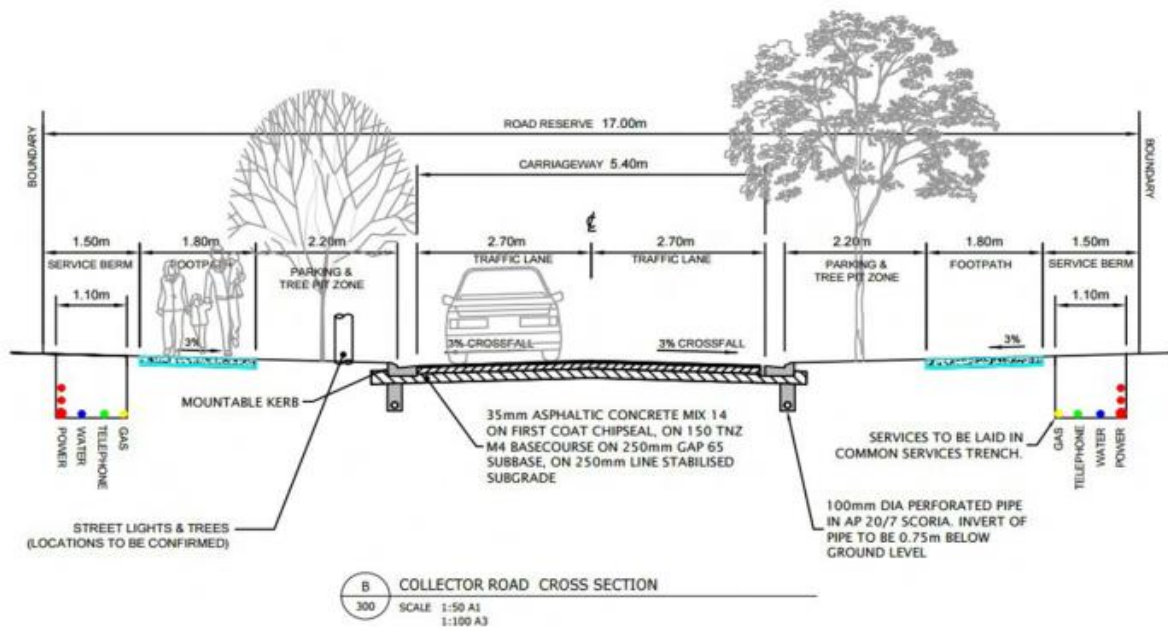 ROAD RESERVE 17.00m
BOUNDARY
BOUNDARY
CARRIAGEWAY 5.40m
1.50m
SERVICE BERM
1.80m
FOOTPATH
2.20m
PARKING &
TREE PIT ZONE
2.70m
TRAFFIC LANE
℄
2.70m
TRAFFIC LANE
2.20m
PARKING &
TREE PIT ZONE
1.80m
FOOTPATH
1.50m
SERVICE BERM
1.10m
1.10m
3%
3% CROSSFALL
3% CROSSFALL
3%
MOUNTABLE KERB
35mm ASPHALTIC CONCRETE MIX 14
ON FIRST COAT CHIPSEAL, ON 150 TNZ
M4 BASECOURSE ON 250mm GAP 65
SUBBASE, ON 250mm LINE STABILISED
SUBGRADE
SERVICES TO BE LAID IN
COMMON SERVICES TRENCH.
POWER
WATER
TELEPHONE
GAS
GAS
TELEPHONE
WATER
POWER
STREET LIGHTS & TREES
(LOCATIONS TO BE CONFIRMED)
100mm DIA PERFORATED PIPE
IN AP 20/7 SCORIA. INVERT OF
PIPE TO BE 0.75m BELOW
GROUND LEVEL
B
300
COLLECTOR ROAD CROSS SECTION
SCALE 1:50 A1
1:100 A3